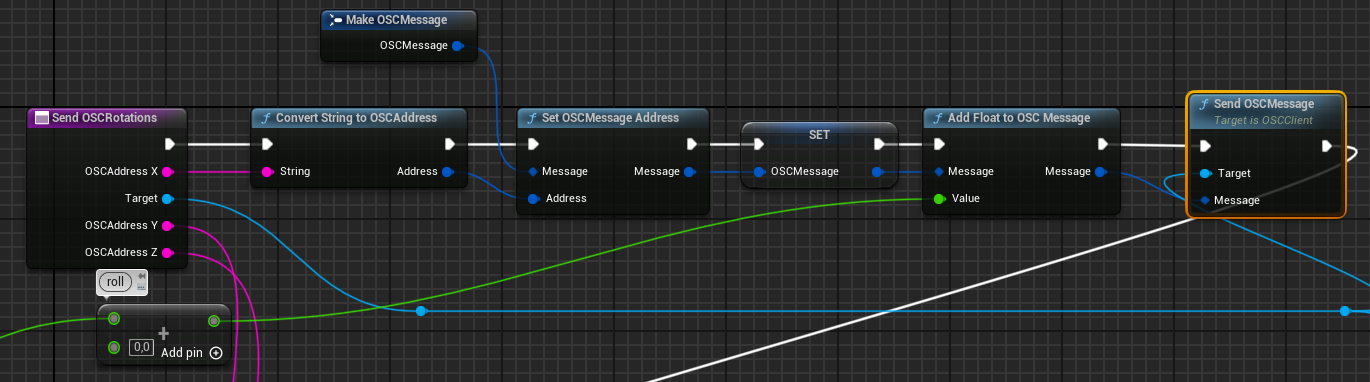 Make OSCMessage
OSCMessage
Send OSCRotations
OSCAddress X
Target
OSCAddress Y
OSCAddress Z
Convert String to OSCAddress
String
Address
Set OSCMessage Address
Message
Message
Address
SET
OSCMessage
Add Float to OSC Message
Message
Message
Value
Send OSCMessage
Target is OSCClient
Target
Message
roll
0,0
Add pin